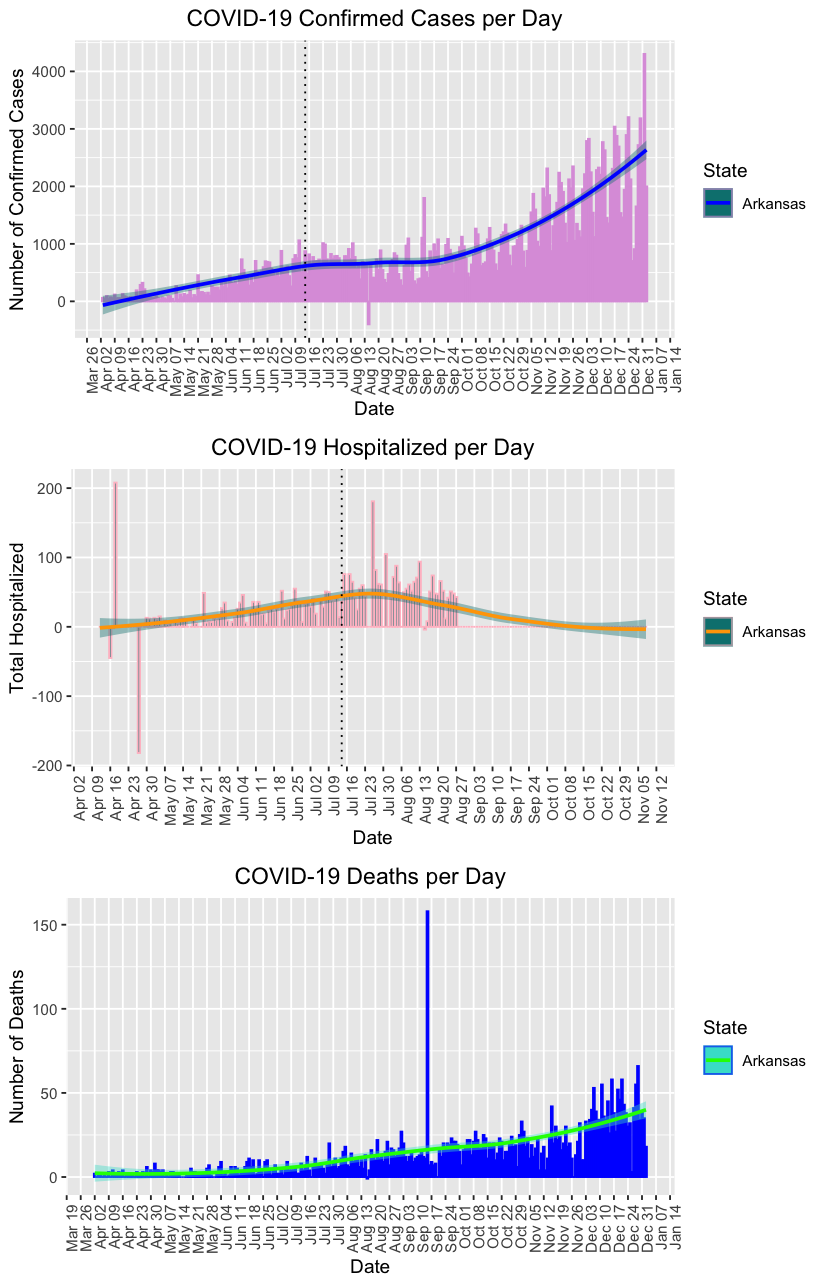 COVID-19 Confirmed Cases per Day
Number of Confirmed Cases
4000
3000
2000
1000
0
Mar 26
Apr 02
Apr 09
Apr 16
Apr 23
Apr 30
May 07
May 14
May 21
May 28
Jun 04
Jun 11
Jun 18
Jun 25
Jul 02
Jul 09
Jul 16
Jul 23
Jul 30
Aug 06
Aug 13
Aug 20
Aug 27
Sep 03
Sep 10
Sep 17
Sep 24
Oct 01
Oct 08
Oct 15
Oct 22
Oct 29
Nov 05
Nov 12
Nov 19
Nov 26
Dec 03
Dec 10
Dec 17
Dec 24
Dec 31
Jan 07
Jan 14
Date
State
Arkansas
COVID-19 Hospitalized per Day
Total Hospitalized
200
100
0
-100
-200
Apr 02
Apr 09
Apr 16
Apr 23
Apr 30
May 07
May 14
May 21
May 28
Jun 04
Jun 11
Jun 18
Jun 25
Jul 02
Jul 09
Jul 16
Jul 23
Jul 30
Aug 06
Aug 13
Aug 20
Aug 27
Sep 03
Sep 10
Sep 17
Sep 24
Oct 01
Oct 08
Oct 15
Oct 22
Oct 29
Nov 05
Nov 12
Date
State
Arkansas
COVID-19 Deaths per Day
Number of Deaths
150
100
50
0
Mar 19
Mar 26
Apr 02
Apr 09
Apr 16
Apr 23
Apr 30
May 07
May 14
May 21
May 28
Jun 04
Jun 11
Jun 18
Jun 25
Jul 02
Jul 09
Jul 16
Jul 23
Jul 30
Aug 06
Aug 13
Aug 20
Aug 27
Sep 03
Sep 10
Sep 17
Sep 24
Oct 01
Oct 08
Oct 15
Oct 22
Oct 29
Nov 05
Nov 12
Nov 19
Nov 26
Dec 03
Dec 10
Dec 17
Dec 24
Dec 31
Jan 07
Jan 14
Date
State
Arkansas